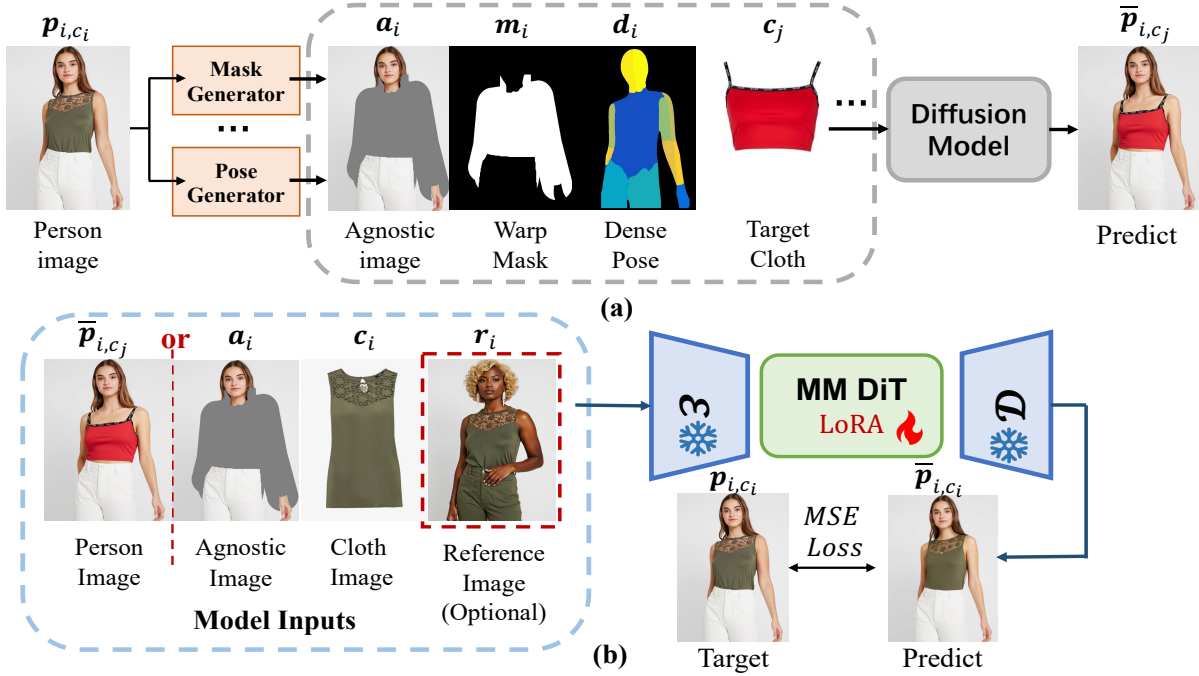 p_{i,c_i}
a_i
m_i
d_i
c_j
p̅_{i,c_j}
Mask
Generator
...
Pose
Generator
...
Diffusion
Model
Person
image
Agnostic
image
Warp
Mask
Dense
Pose
Target
Cloth
Predict
(a)
p̅_{i,c_j}
or
a_i
c_i
r_i
ℰ
MM DiT
LoRA
𝒟
Person
Image
Agnostic
Image
Cloth
Image
Reference
Image
(Optional)
Model Inputs
p_{i,c_i}
p̅_{i,c_i}
MSE
Loss
Target
Predict
(b)